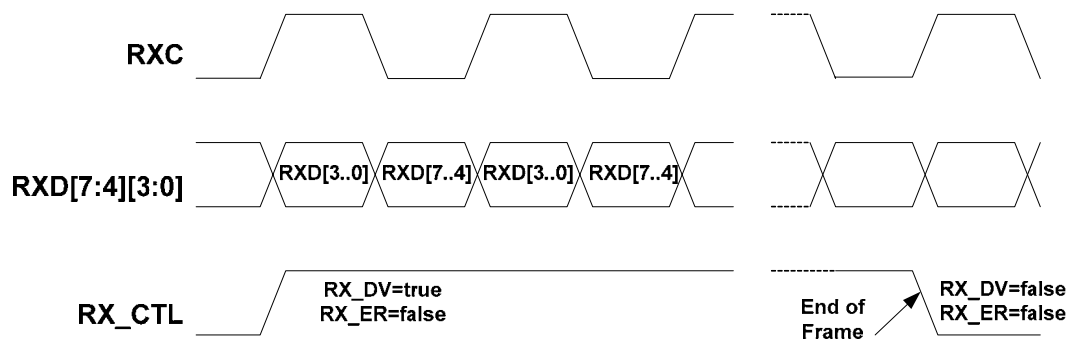 RXC
RXD[7:4][3:0]
RXD[3..0]
RXD[7..4]
RXD[3..0]
RXD[7..4]
RX_CTL
RX_DV=true
RX_ER=false
End of
Frame
RX_DV=false
RX_ER=false